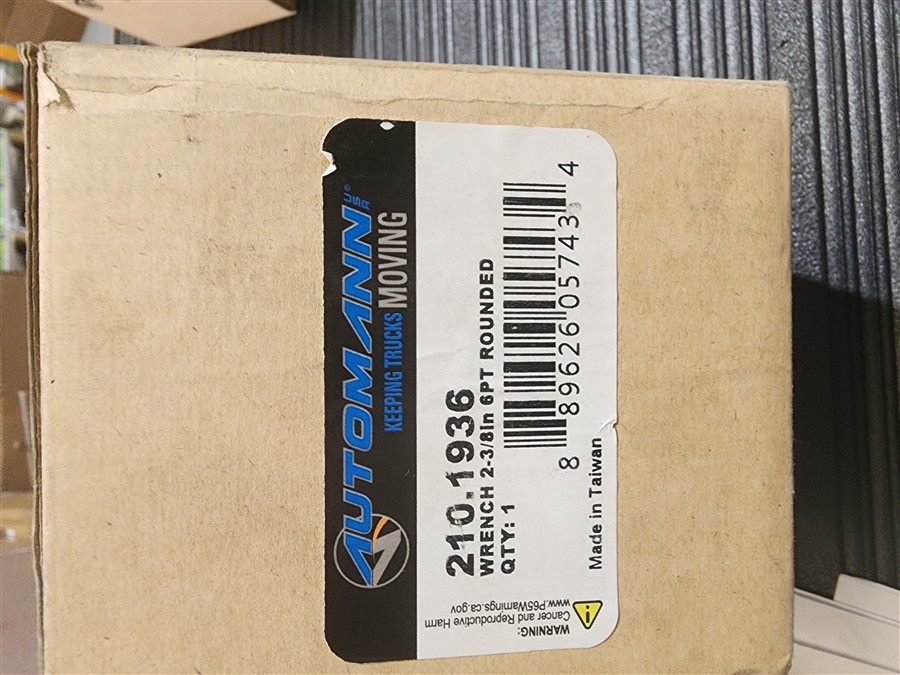 AUTOMANN USA®
KEEPING TRUCKS MOVING
210.1936
WRENCH 2-3/8in 6PT ROUNDED
QTY: 1
8 89626 05743 4
Made in Taiwan
WARNING:
Cancer and Reproductive Harm
www.P65Warnings.ca.gov